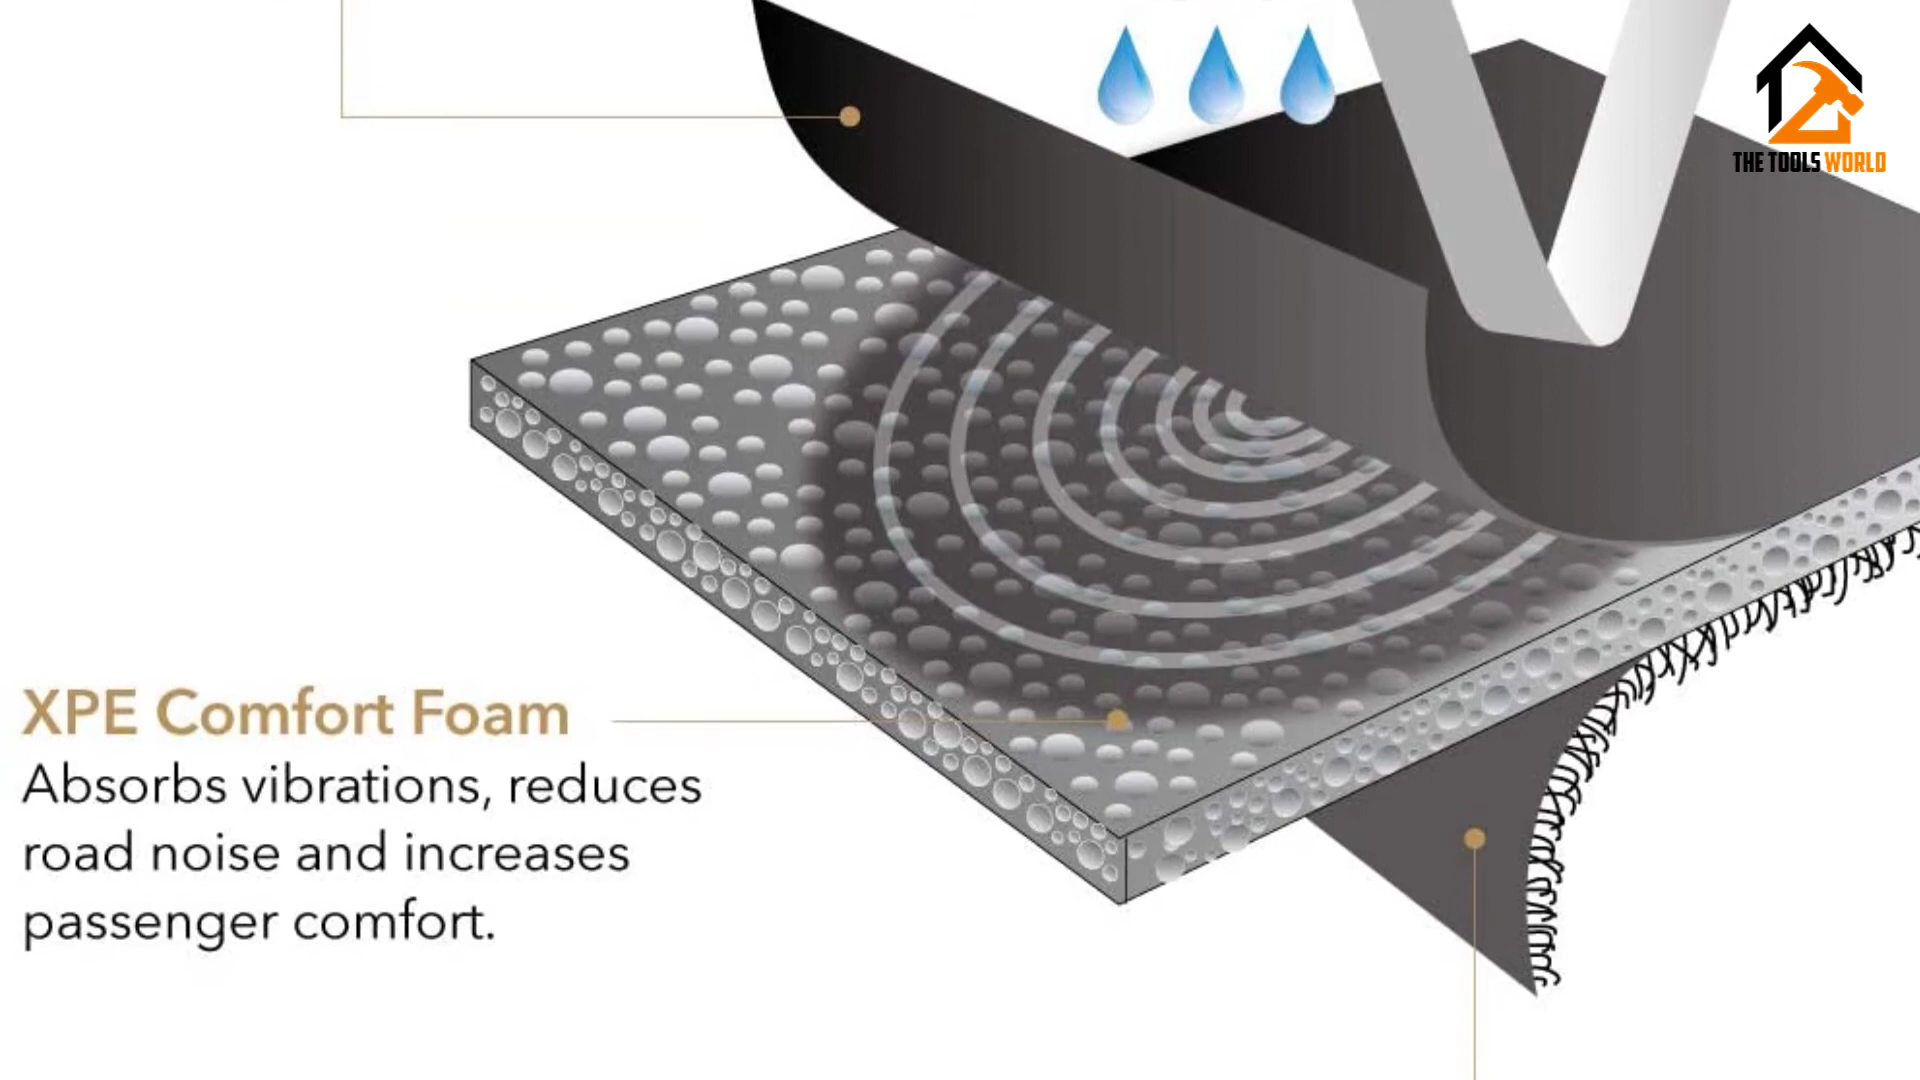 THE TOOLS WORLD
XPE Comfort Foam
Absorbs vibrations, reduces
road noise and increases
passenger comfort.